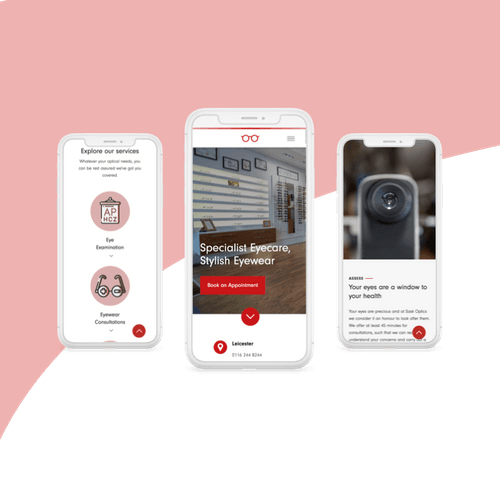 Explore our services
Whatever your optical needs, you
can be rest assured we've got you
covered.
AP
HCZ
Eye
Examination
Eyewear
Consultations
Specialist Eyecare,
Stylish Eyewear
Book an Appointment
Leicester
0116 244 8244
ASSESS
Your eyes are a window to
your health
Your eyes are precious and at Book Optics
we consider it an honour to look after them.
We offer at least 45 minutes for
consultations, such that we can
understand your concerns and carry